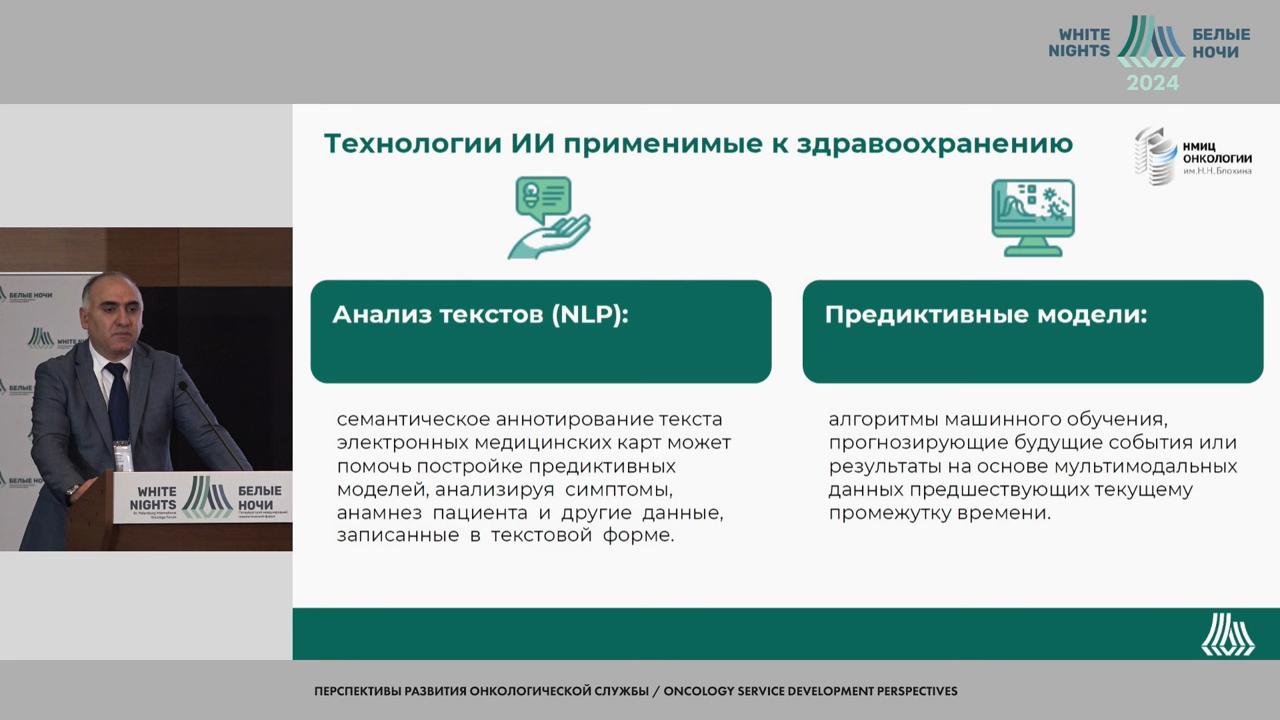 WHITE NIGHTS
БЕЛЫЕ НОЧИ
2024
Технологии ИИ применимые к здравоохранению
НМИЦ
ОНКОЛОГИИ
им.Н.Н.Блохина
Анализ текстов (NLP):
Предиктивные модели:
семантическое аннотирование текста
электронных медицинских карт может
помочь постройке предиктивных
моделей, анализируя симптомы,
анамнез пациента и другие данные,
записанные в текстовой форме.
алгоритмы машинного обучения,
прогнозирующие будущие события или
результаты на основе мультимодальных
данных предшествующих текущему
промежутку времени.
БЕЛЫЕ НОЧИ
WHITE
WHITE NIGHTS
БЕЛЫЕ НОЧИ
ПЕРСПЕКТИВЫ РАЗВИТИЯ ОНКОЛОГИЧЕСКОЙ СЛУЖБЫ / ONCOLOGY SERVICE DEVELOPMENT PERSPECTIVES